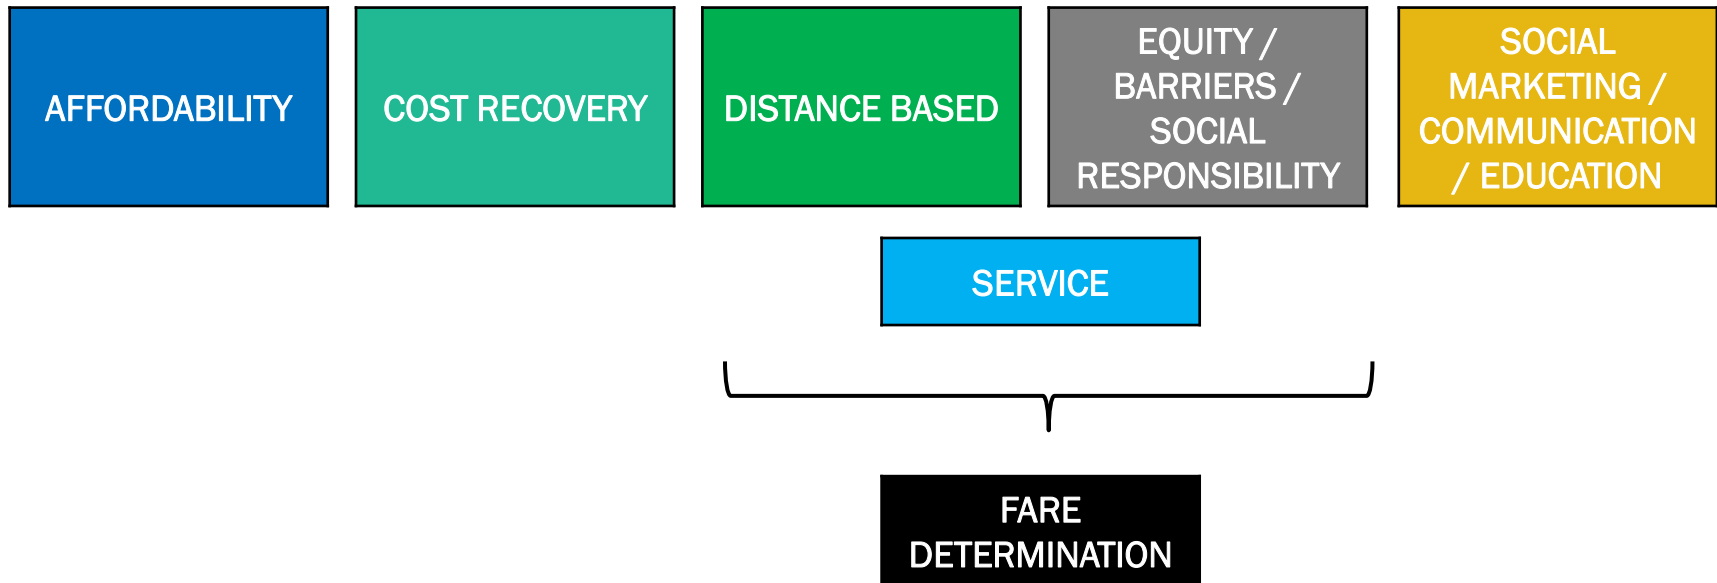 AFFORDABILITY
COST RECOVERY
DISTANCE BASED
EQUITY /
BARRIERS /
SOCIAL
RESPONSIBILITY
SOCIAL
MARKETING /
COMMUNICATION
/ EDUCATION
SERVICE
FARE
DETERMINATION